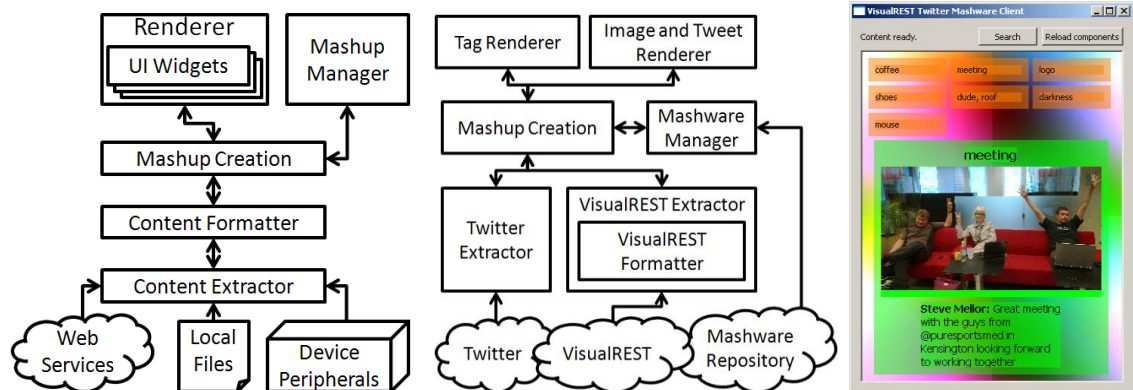 Renderer
UI Widgets
Mashup
Manager
Mashup Creation
Content Formatter
Content Extractor
Web
Services
Local
Files
Device
Peripherals
Tag Renderer
Image and Tweet
Renderer
Mashup Creation
Mashware
Manager
Twitter
Extractor
VisualREST Extractor
VisualREST
Formatter
Twitter
VisualREST
Mashware
Repository
VisualREST Twitter Mashware Client
Content ready.
Search
Reload components
coffee
meeting
logo
shoes
dude, roof
darkness
mouse
meeting
Steve Mellor: Great meeting
with the guys from
@puresportsmed in
Kensington looking forward
to working together